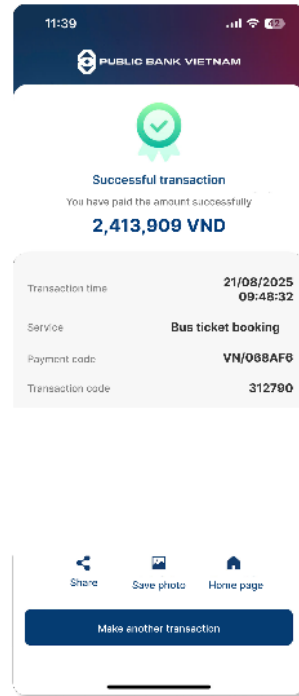 11:39
42
PUBLIC BANK VIETNAM
Successful transaction
You have paid the amount successfully
2,413,909 VND
Transaction time 21/08/2025
09:48:32
Service Bus ticket booking
Payment code VN/068AF6
Transaction code 312790
Share Save photo Home page
Make another transaction